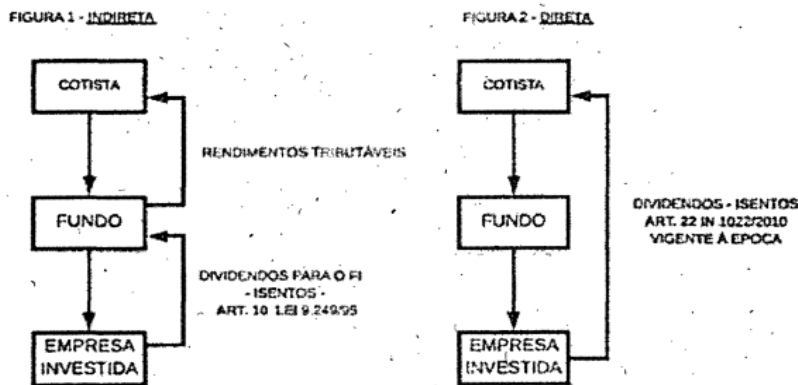 FIGURA 1 - INDIRETA
COTISTA
RENDIMENTOS TRIBUTÁVEIS
FUNDO
DIVIDENDOS PARA O FI
- ISENTOS -
ART. 10 LEI 9.249/95
EMPRESA
INVESTIDA
FIGURA 2 - DIRETA
COTISTA
FUNDO
DIVIDENDOS - ISENTOS
ART. 22 IN 1022/2010
VIGENTE À EPOCA
EMPRESA
INVESTIDA